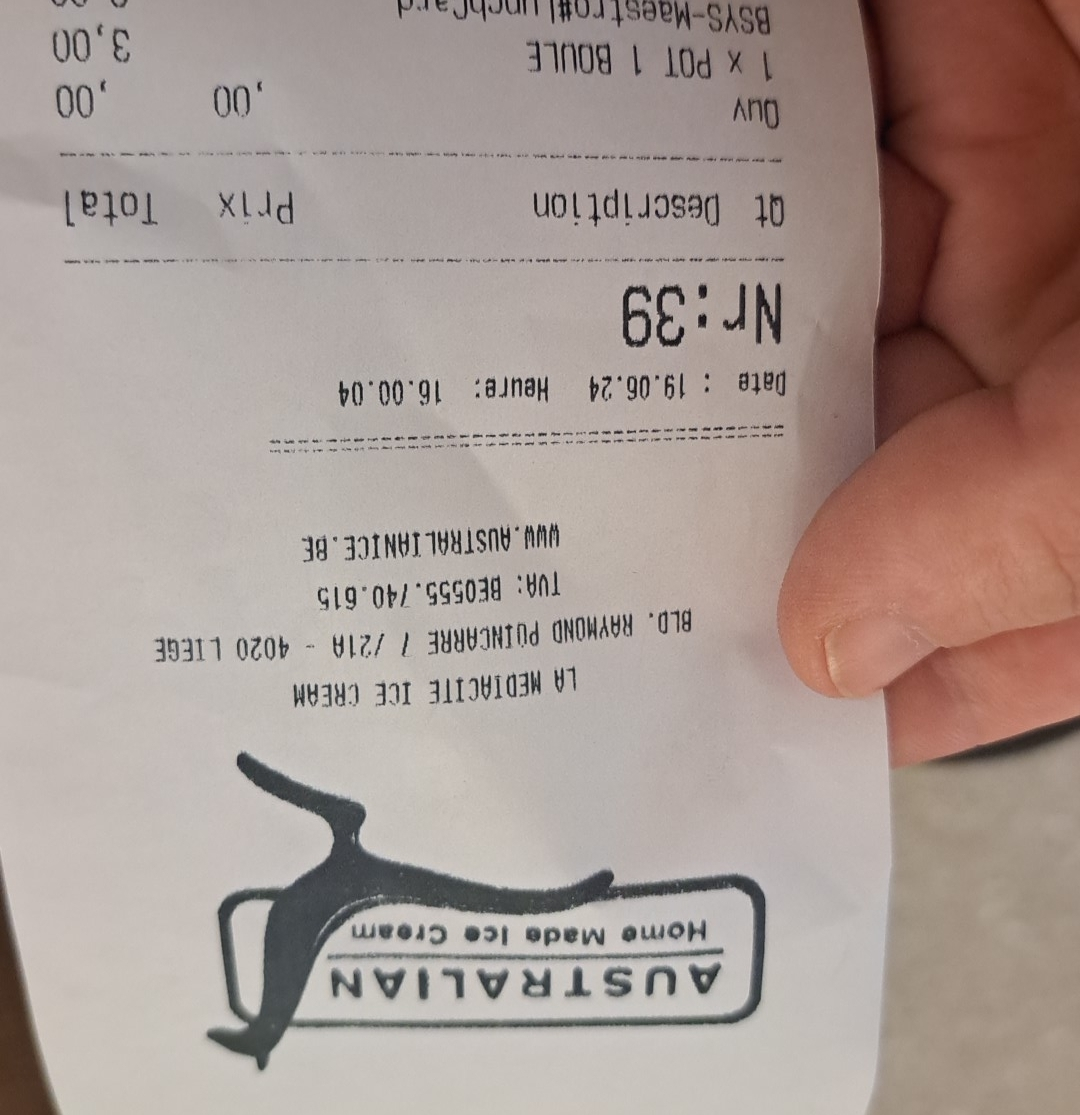 AUSTRALIAN
Home Made Ice Cream
LA MEDIACITE ICE CREAM
BLD. RAYMOND POINCARRE 7 /21A - 4020 LIEGE
TVA: BE0555.740.615
WWW.AUSTRALIANICE.BE
Date : 19.06.24 Heure: 16.00.04
Nr:39
Qt Description Prix Total
Ouv ,00 ,00
1 x POT 1 BOULE 3,00
BSYS-Maestro#LunchCard